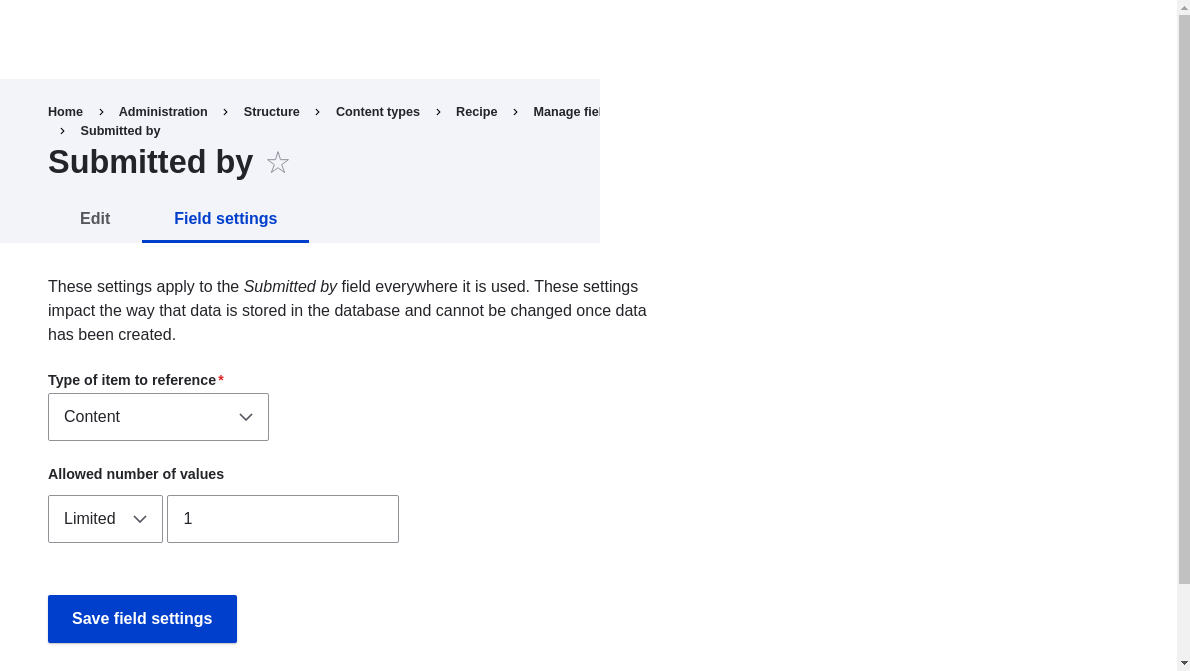 Home Administration Structure Content types Recipe Manage fiel
Submitted by
Submitted by
Edit Field settings
These settings apply to the Submitted by field everywhere it is used. These settings
impact the way that data is stored in the database and cannot be changed once data
has been created.
Type of item to reference*
Content
Allowed number of values
Limited 1
Save field settings